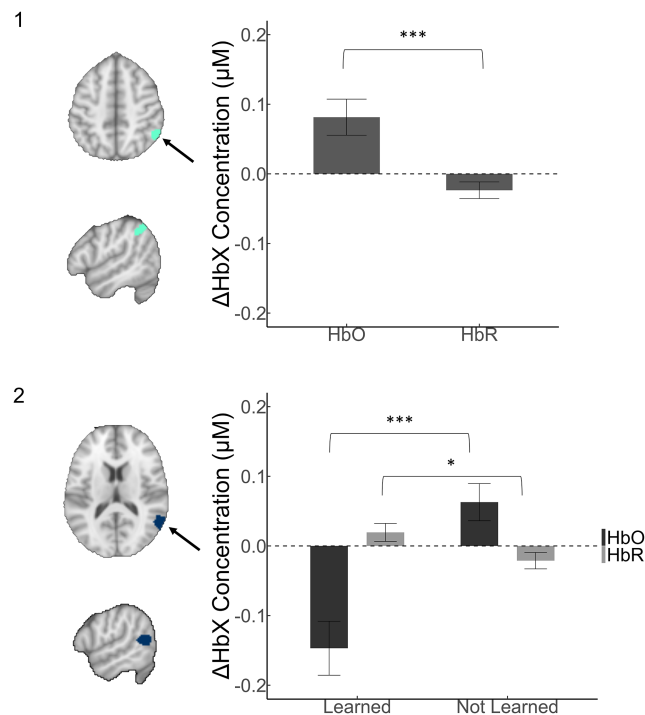 1
ΔHbX Concentration (µM)
0.2
0.1
0.0
-0.1
-0.2
***
HbO
HbR
2
ΔHbX Concentration (µM)
0.2
0.1
0.0
-0.1
-0.2
***
*
HbO
HbR
Learned
Not Learned